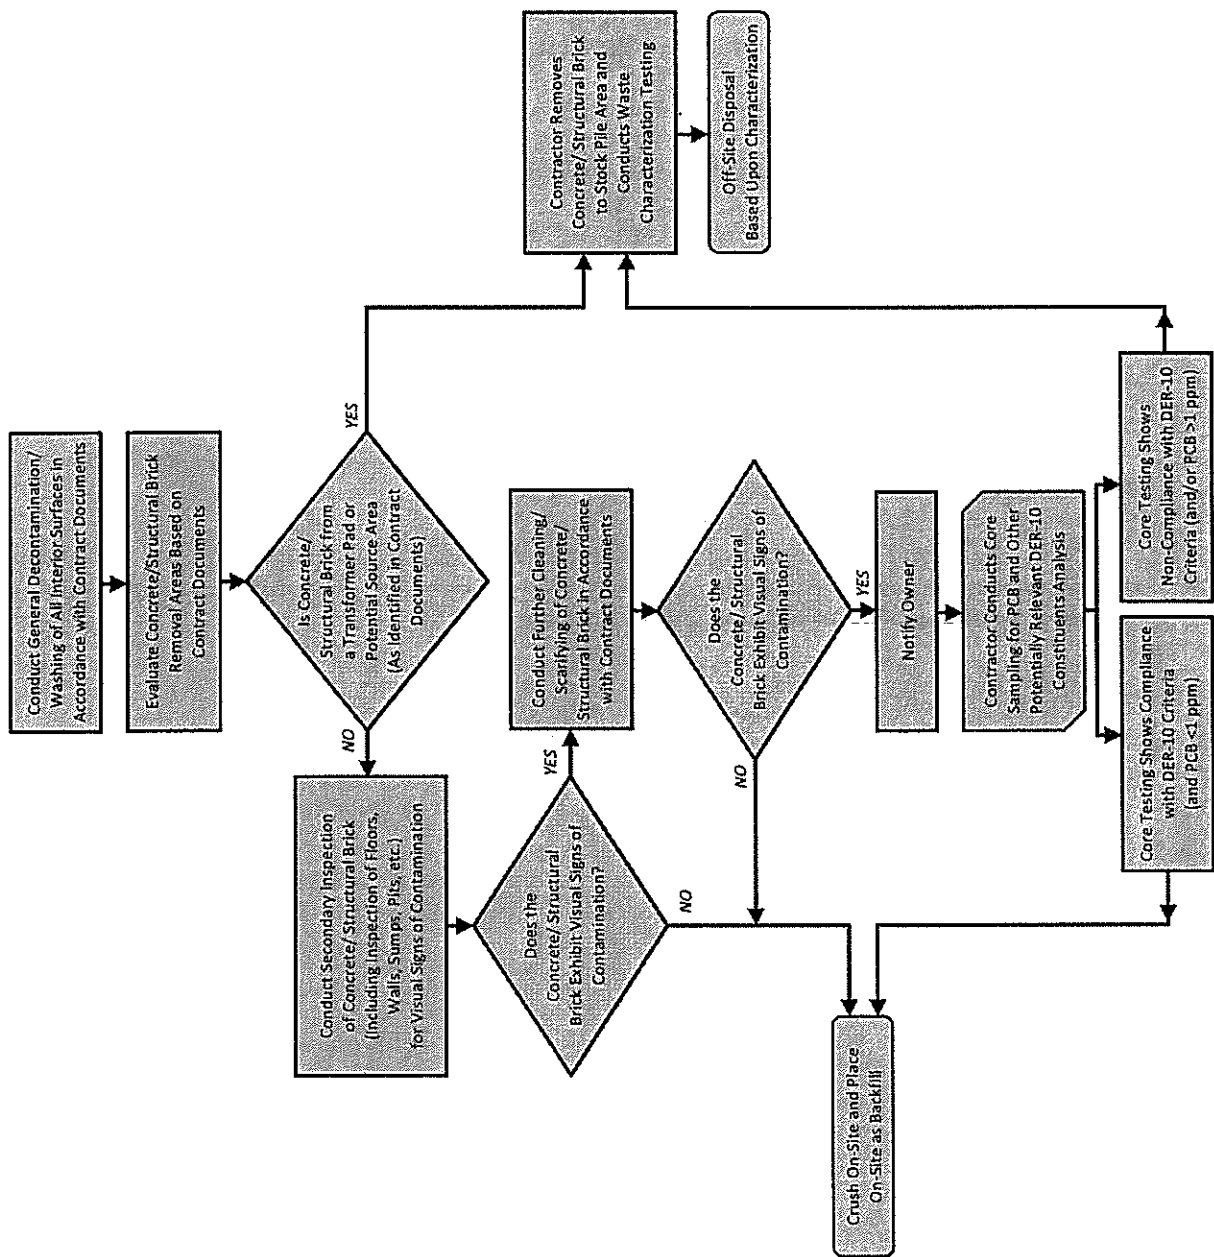 Conduct General Decontamination/
Washing of All Interior Surfaces in
Accordance with Contract Documents
Evaluate Concrete/Structural Brick
Removal Areas Based on
Contract Documents
Is Concrete/
Structural Brick from
a Transformer Pad or
Potential Source Area
(As Identified in Contract
Documents)
NO
YES
Conduct Secondary Inspection
of Concrete/ Structural Brick
(Including Inspection of Floors,
Walls, Sumps, Pits, etc.)
for Visual Signs of Contamination
Does the
Concrete/ Structural
Brick Exhibit Visual Signs of
Contamination?
YES
NO
Conduct Further Cleaning/
Scarifying of Concrete/
Structural Brick in Accordance
with Contract Documents
Does the
Concrete/ Structural
Brick Exhibit Visual Signs of
Contamination?
NO
YES
Notify Owner
Contractor Conducts Core
Sampling for PCB and Other
Potentially Relevant DER-10
Constituents Analysis
Core Testing Shows Compliance
with DER-10 Criteria
(and PCB <1 ppm)
Core Testing Shows
Non-Compliance with DER-10
Criteria (and/or PCB >1 ppm)
Crush On-Site and Place
On-Site as Backfill
Contractor Removes
Concrete/ Structural Brick
to Stock Pile Area and
Conducts Waste
Characterization Testing
Off-Site Disposal
Based Upon Characterization